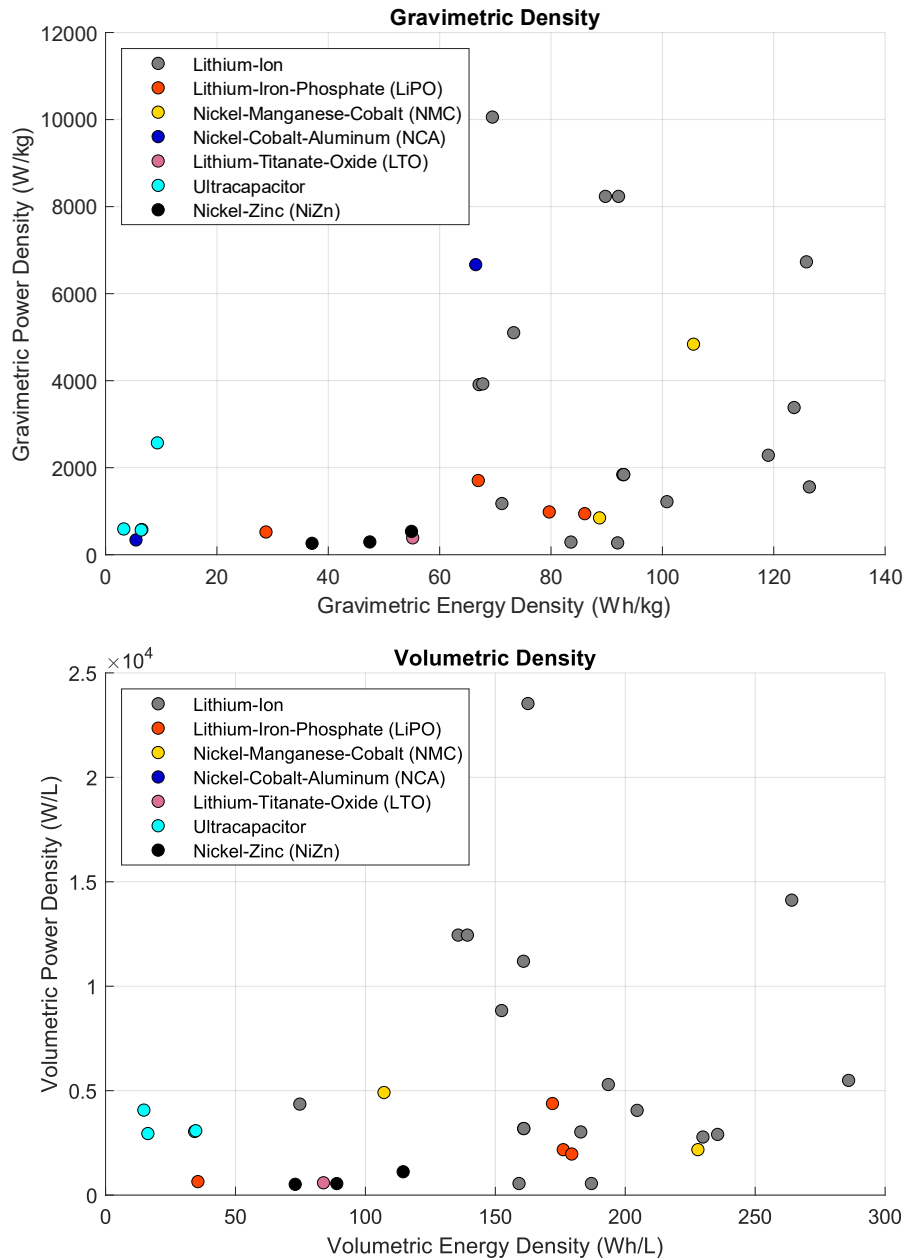 Gravimetric Density
12000
10000
8000
6000
4000
2000
0
Gravimetric Power Density (W/kg)
Lithium-Ion
Lithium-Iron-Phosphate (LiPO)
Nickel-Manganese-Cobalt (NMC)
Nickel-Cobalt-Aluminum (NCA)
Lithium-Titanate-Oxide (LTO)
Ultracapacitor
Nickel-Zinc (NiZn)
0 20 40 60 80 100 120 140
Gravimetric Energy Density (Wh/kg)
Volumetric Density
×10^4
2.5
2
1.5
1
0.5
0
Volumetric Power Density (W/L)
Lithium-Ion
Lithium-Iron-Phosphate (LiPO)
Nickel-Manganese-Cobalt (NMC)
Nickel-Cobalt-Aluminum (NCA)
Lithium-Titanate-Oxide (LTO)
Ultracapacitor
Nickel-Zinc (NiZn)
0 50 100 150 200 250 300
Volumetric Energy Density (Wh/L)